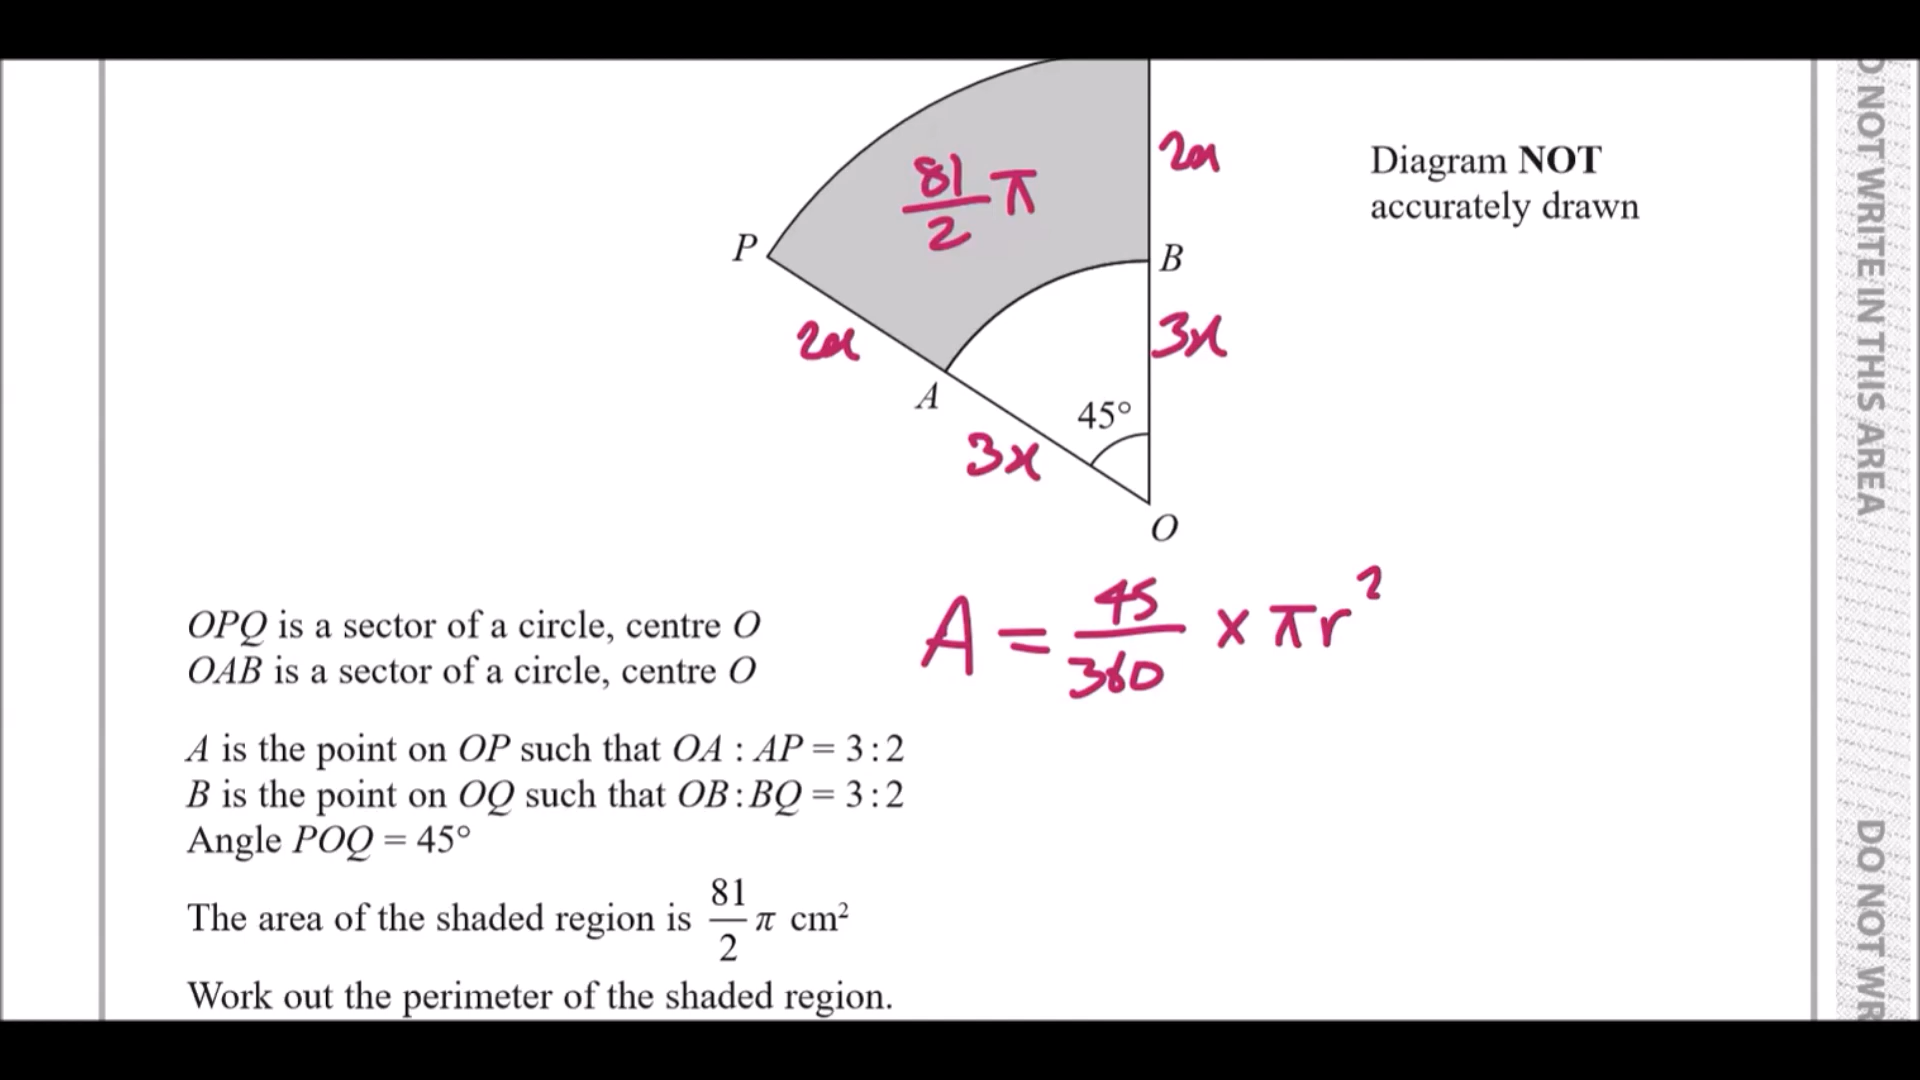 2x
81/2 π
Diagram NOT
accurately drawn
P
B
2x
3x
A
45°
3x
O
A = 45/360 × πr²
OPQ is a sector of a circle, centre O
OAB is a sector of a circle, centre O
A is the point on OP such that OA : AP = 3 : 2
B is the point on OQ such that OB : BQ = 3 : 2
Angle POQ = 45°
The area of the shaded region is 81/2 π cm²
Work out the perimeter of the shaded region.
NOT WRITE IN THIS AREA
DO NOT WR